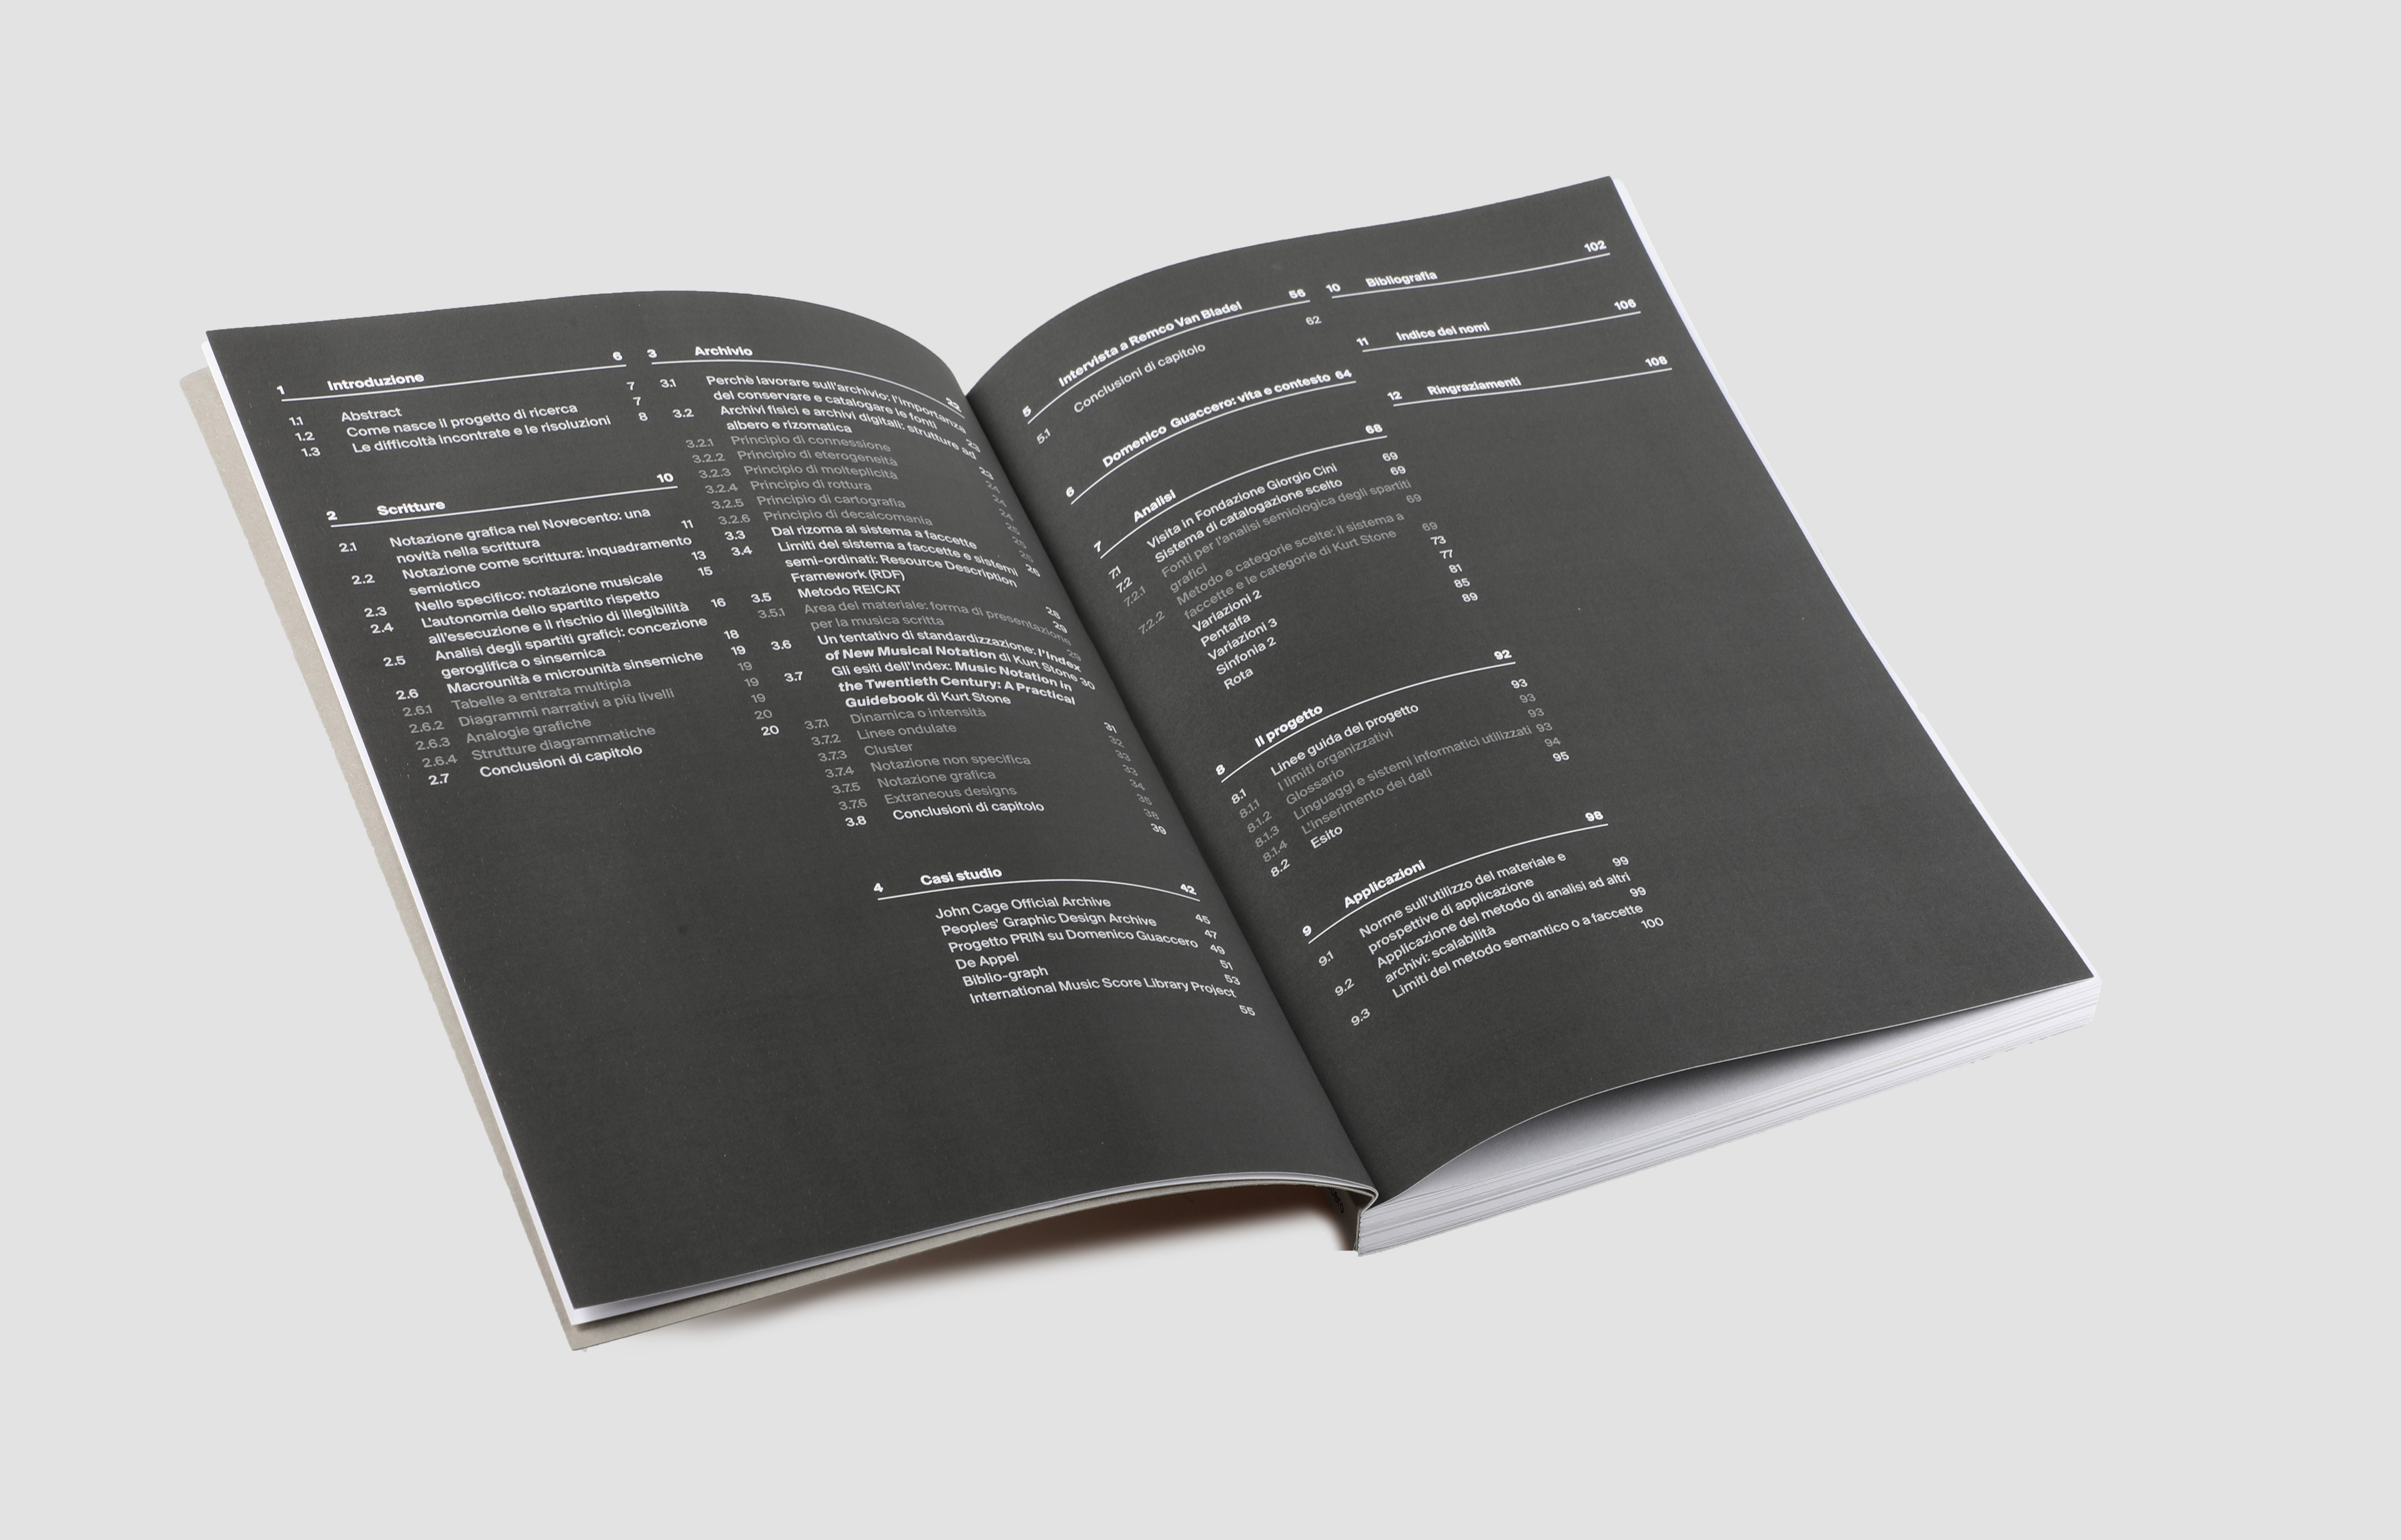 1 Introduzione 6
1.1 Abstract 7
1.2 Come nasce il progetto di ricerca 7
1.3 Le difficoltà incontrate e le risoluzioni 8
2 Scritture 10
2.1 Notazione grafica nel Novecento: una
novità nella scrittura 11
2.2 Notazione come scrittura: inquadramento
semiotico 13
2.3 Nello specifico: notazione musicale 15
2.4 L'autonomia dello spartito rispetto
all'esecuzione e il rischio di illegibilità 16
2.5 Analisi degli spartiti grafici: concezione
geroglifica o sinsemica 18
2.6 Macrounità e microunità sinsemiche 19
2.6.1 Tabelle a entrata multipla 19
2.6.2 Diagrammi narrativi a più livelli 19
2.6.3 Analogie grafiche 19
2.6.4 Strutture diagrammatiche 20
2.7 Conclusioni di capitolo 20
3 Archivio 22
3.1 Perchè lavorare sull'archivio: l'importanza
del conservare e catalogare le fonti 23
3.2 Archivi fisici e archivi digitali: strutture ad
albero e rizomatica 23
3.2.1 Principio di connessione
3.2.2 Principio di eterogeneità
3.2.3 Principio di molteplicità
3.2.4 Principio di rottura
3.2.5 Principio di cartografia
3.2.6 Principio di decalcomania
3.3 Dal rizoma al sistema a faccette
3.4 Limiti del sistema a faccette e sistemi
semi-ordinati: Resource Description
Framework (RDF)
3.5 Metodo REICAT
3.5.1 Area del materiale: forma di presentazione
per la musica scritta
3.6 Un tentativo di standardizzazione: l'Index
of New Musical Notation di Kurt Stone 30
3.7 Gli esiti dell'Index: Music Notation in
the Twentieth Century: A Practical
Guidebook di Kurt Stone 31
3.7.1 Dinamica o intensità 32
3.7.2 Linee ondulate 33
3.7.3 Cluster 33
3.7.4 Notazione non specifica 34
3.7.5 Notazione grafica
3.7.6 Extraneous designs 38
3.8 Conclusioni di capitolo 39
4 Casi studio 42
John Cage Official Archive 45
Peoples' Graphic Design Archive 47
Progetto PRIN su Domenico Guaccero 49
De Appel 51
Biblio-graph 53
International Music Score Library Project 55
5 Intervista a Remco Van Bladel 56
5.1 Conclusioni di capitolo 62
6 Domenico Guaccero: vita e contesto 64
7 Analisi 68
7.1 Visita in Fondazione Giorgio Cini 69
7.2 Sistema di catalogazione scelto 69
7.2.1 Fonti per l'analisi semiologica degli spartiti
grafici 69
7.2.2 Metodo e categorie scelte: il sistema a
faccette e le categorie di Kurt Stone 69
Variazioni 2 73
Pentalfa 77
Variazioni 3 81
Sinfonia 2 85
Rota 89
8 Il progetto 92
8.1 Linee guida del progetto 93
8.1.1 I limiti organizzativi 93
8.1.2 Glossario 93
8.1.3 Linguaggi e sistemi informatici utilizzati 93
8.1.4 L'inserimento dei dati 94
8.2 Esito 95
9 Applicazioni 98
9.1 Norme sull'utilizzo del materiale e
prospettive di applicazione 99
9.2 Applicazione del metodo di analisi ad altri
archivi: scalabilità 99
9.3 Limiti del metodo semantico o a faccette 100
10 Bibliografia 102
11 Indice dei nomi 106
12 Ringraziamenti 108